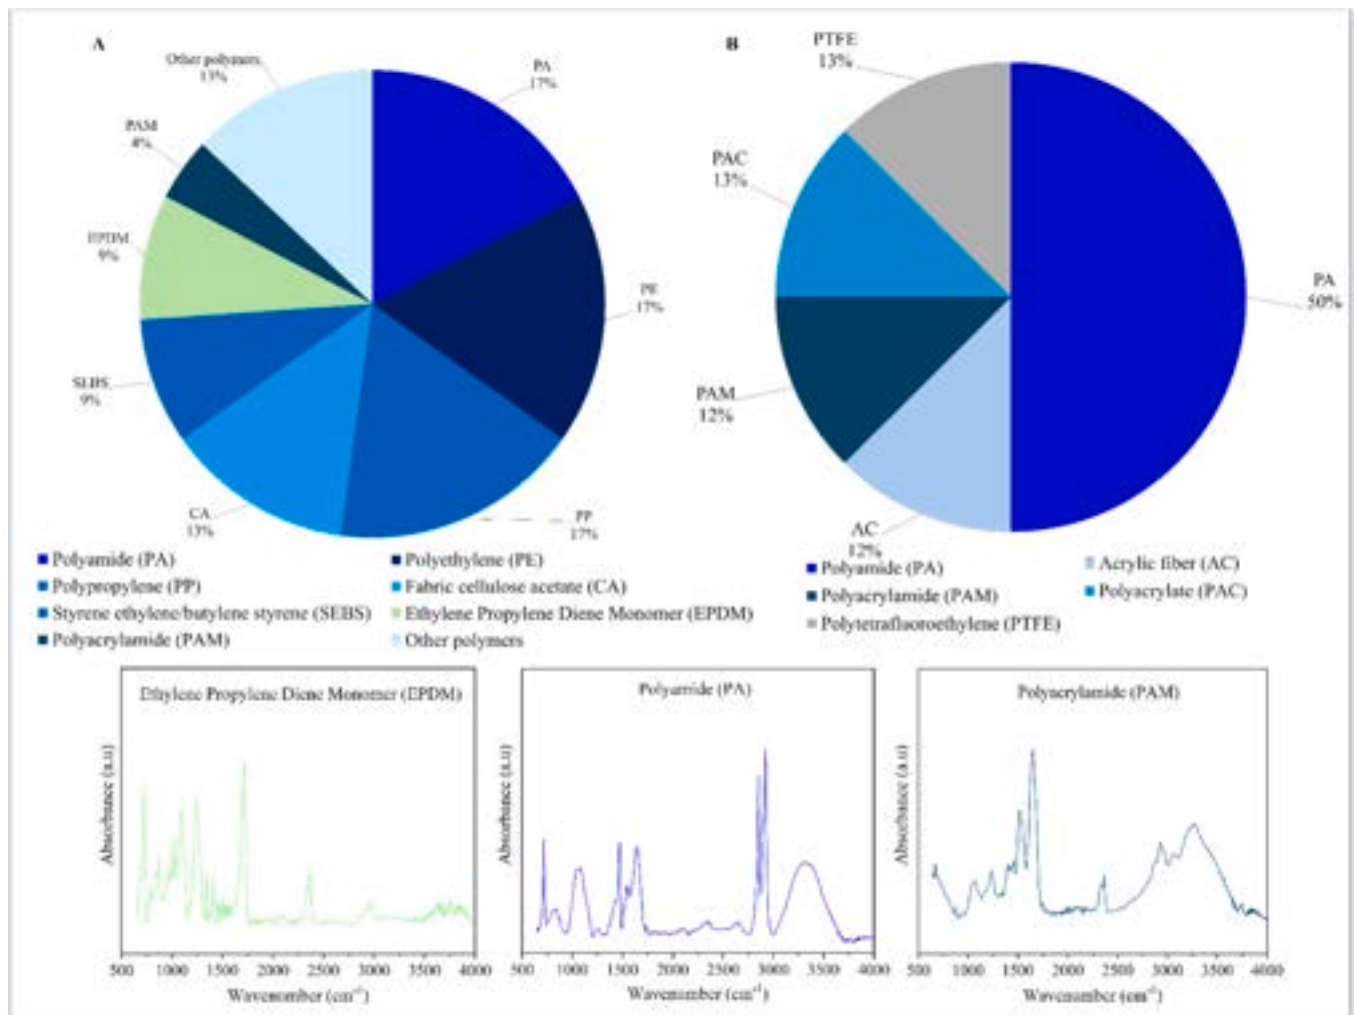 A
Other polymers
13%
PA
17%
PAM
4%
EPDM
9%
PE
17%
SEBS
9%
CA
13%
PP
17%
Polyamide (PA)
Polyethylene (PE)
Polypropylene (PP)
Fabric cellulose acetate (CA)
Styrene ethylene/butylene styrene (SEBS)
Ethylene Propylene Diene Monomer (EPDM)
Polyacrylamide (PAM)
Other polymers
B
PTFE
13%
PAC
13%
PA
50%
PAM
12%
AC
12%
Polyamide (PA)
Acrylic fiber (AC)
Polyacrylamide (PAM)
Polyacrylate (PAC)
Polytetrafluoroethylene (PTFE)
Ethylene Propylene Diene Monomer (EPDM)
Absorbance (a.u)
500 1000 1500 2000 2500 3000 3500 4000
Wavenumber (cm⁻¹)
Polyamide (PA)
Absorbance (a.u)
500 1000 1500 2000 2500 3000 3500 4000
Wavenumber (cm⁻¹)
Polyacrylamide (PAM)
Absorbance (a.u)
500 1000 1500 2000 2500 3000 3500 4000
Wavenumber (cm⁻¹)